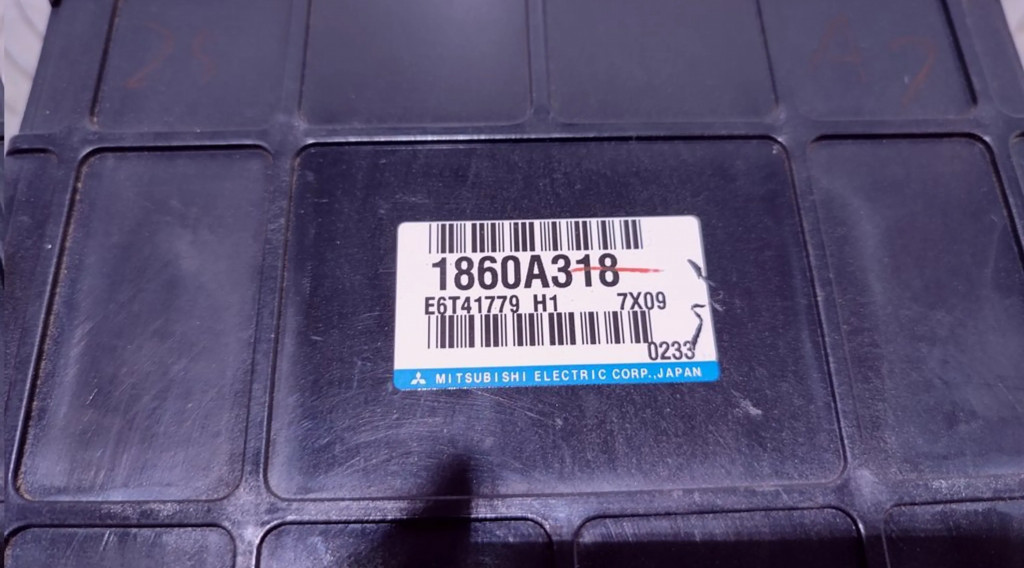 1860A318
E6T41779 H1 7X09
0233
MITSUBISHI ELECTRIC CORP.,JAPAN